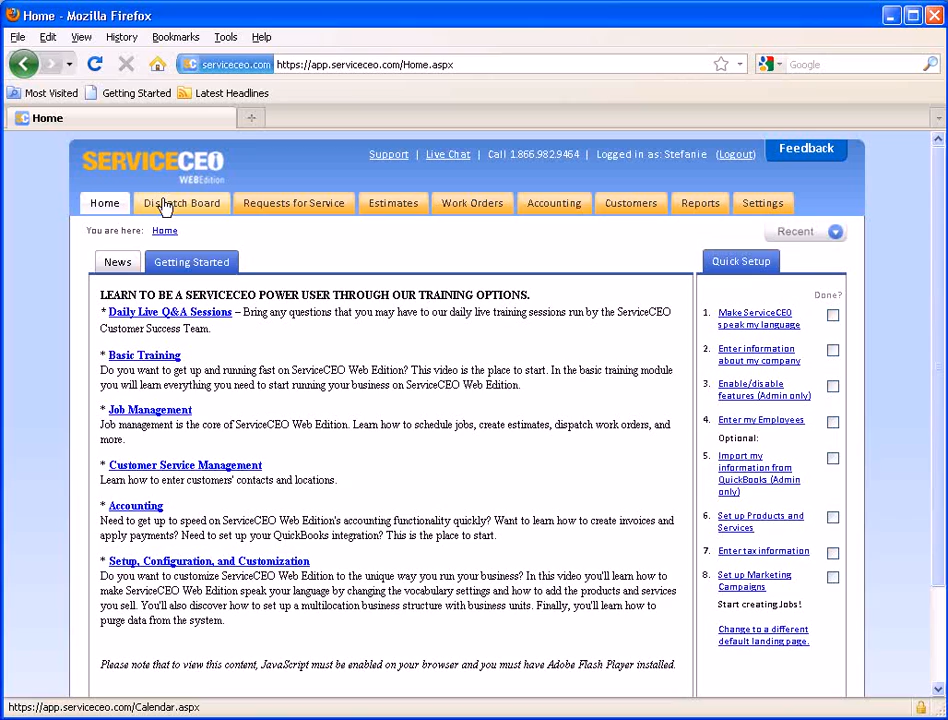 Home - Mozilla Firefox
File Edit View History Bookmarks Tools Help
serviceceo.com https://app.serviceceo.com/Home.aspx Google
Most Visited Getting Started Latest Headlines
Home
SERVICECEO
WEBEdition
Support | Live Chat | Call 1.866.982.9464 | Logged in as: Stefanie (Logout)
Feedback
Home Dispatch Board Requests for Service Estimates Work Orders Accounting Customers Reports Settings
You are here: Home
Recent
News Getting Started
LEARN TO BE A SERVICECEO POWER USER THROUGH OUR TRAINING OPTIONS.
* Daily Live Q&A Sessions – Bring any questions that you may have to our daily live training sessions run by the ServiceCEO
Customer Success Team.
* Basic Training
Do you want to get up and running fast on ServiceCEO Web Edition? This video is the place to start. In the basic training module
you will learn everything you need to start running your business on ServiceCEO Web Edition.
* Job Management
Job management is the core of ServiceCEO Web Edition. Learn how to schedule jobs, create estimates, dispatch work orders, and
more.
* Customer Service Management
Learn how to enter customers' contacts and locations.
* Accounting
Need to get up to speed on ServiceCEO Web Edition's accounting functionality quickly? Want to learn how to create invoices and
apply payments? Need to set up your QuickBooks integration? This is the place to start.
* Setup, Configuration, and Customization
Do you want to customize ServiceCEO Web Edition to the unique way you run your business? In this video you'll learn how to
make ServiceCEO Web Edition speak your language by changing the vocabulary settings and how to add the products and services
you sell. You'll also discover how to set up a multilocation business structure with business units. Finally, you'll learn how to
purge data from the system.
Please note that to view this content, JavaScript must be enabled on your browser and you must have Adobe Flash Player installed.
Quick Setup
Done?
1. Make ServiceCEO
speak my language
2. Enter information
about my company
3. Enable/disable
features (Admin only)
4. Enter my Employees
Optional:
5. Import my
information from
QuickBooks (Admin
only)
6. Set up Products and
Services
7. Enter tax information
8. Set up Marketing
Campaigns
Start creating Jobs!
Change to a different
default landing page.
https://app.serviceceo.com/Calendar.aspx